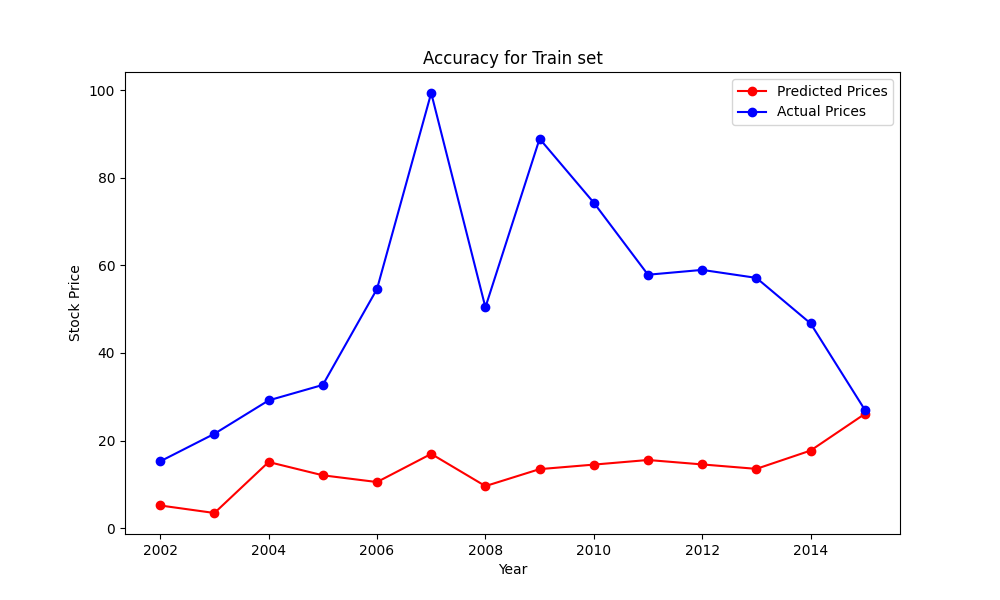 Accuracy for Train set
Predicted Prices
Actual Prices
100
80
60
40
20
0
Stock Price
2002 2004 2006 2008 2010 2012 2014
Year